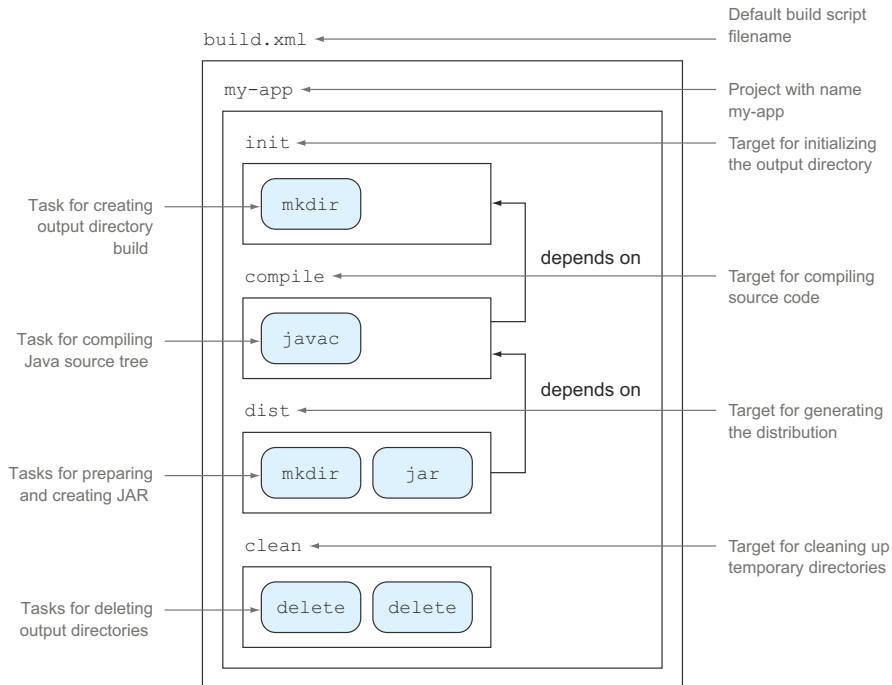 Default build script
filename
build.xml
my-app
Project with name
my-app
init
Target for initializing
the output directory
Task for creating
output directory
build
mkdir
depends on
compile
Target for compiling
source code
Task for compiling
Java source tree
javac
depends on
dist
Target for generating
the distribution
Tasks for preparing
and creating JAR
mkdir
jar
clean
Target for cleaning up
temporary directories
Tasks for deleting
output directories
delete
delete